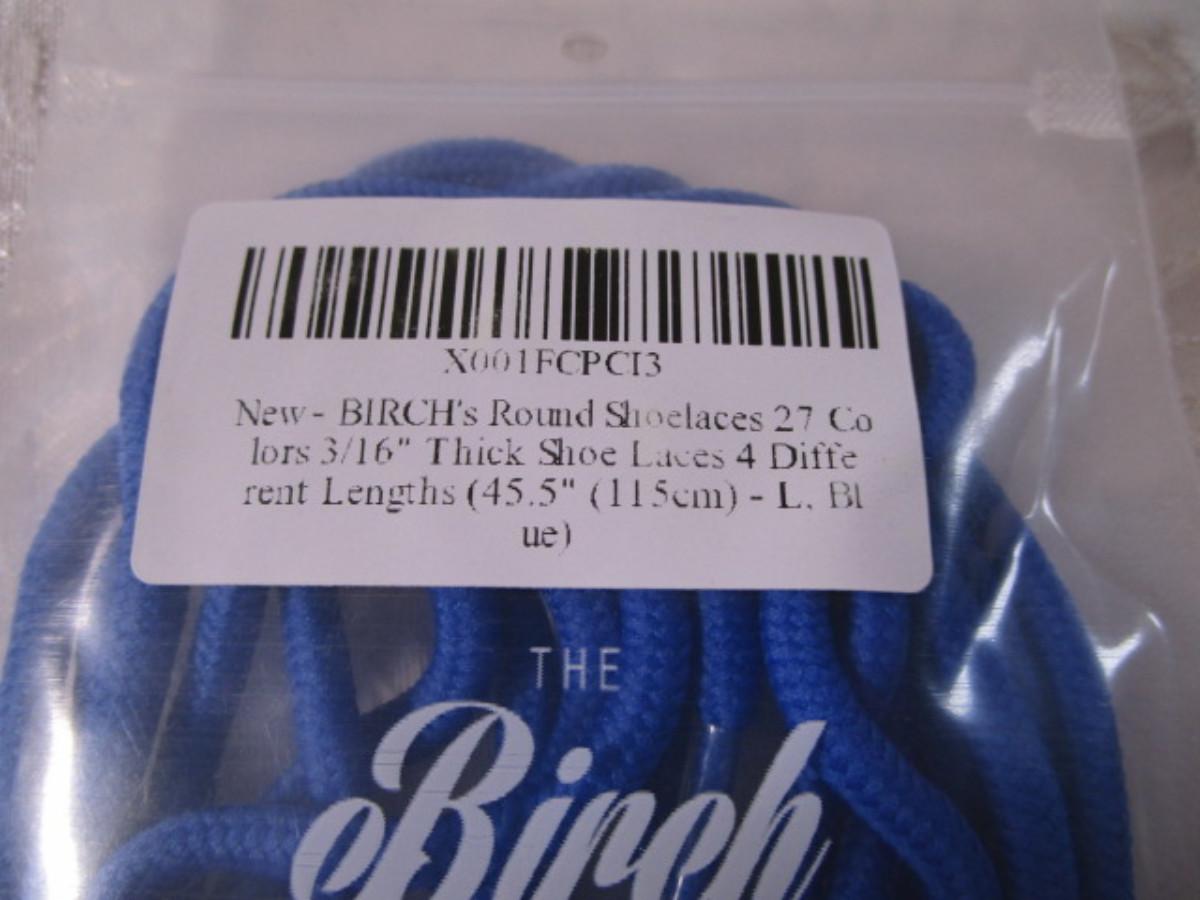 X001FCPCI3
New - BIRCH's Round Shoelaces 27 Co
lors 3/16" Thick Shoe Laces 4 Diffe
rent Lengths (45.5" (115cm) - L, Bl
ue)
THE
Birch